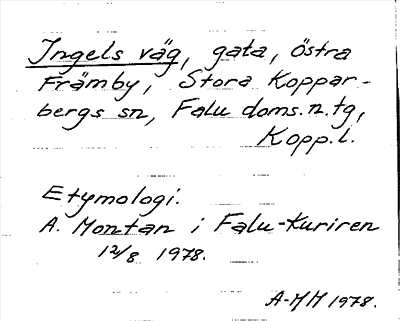 Ingels väg, gata, östra
Främby, Stora Koppar-
bergs sn, Falu doms.n.tg,
Kopp.l.
Etymologi.
A. Montan i Falu-Kuriren
12/8 1978.
A-MM 1978.